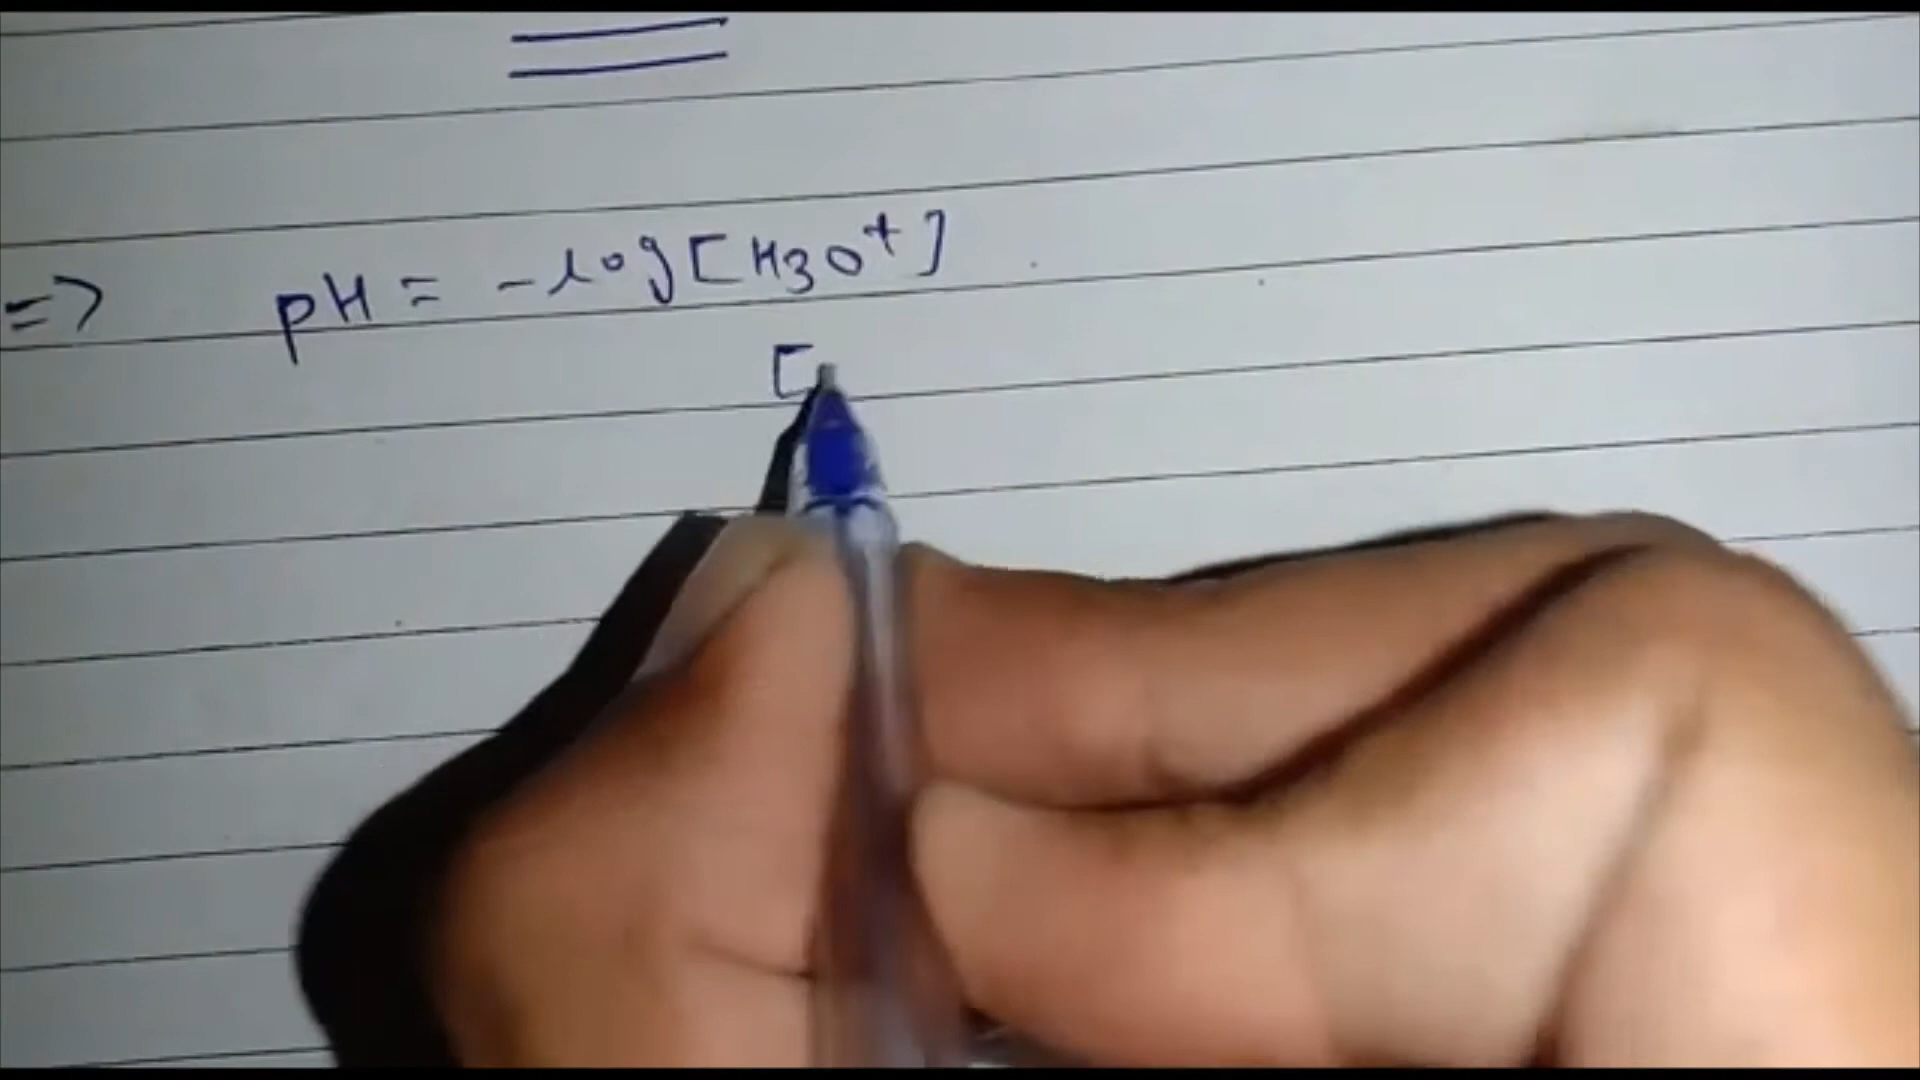 => pH = -log[H3O+]
[